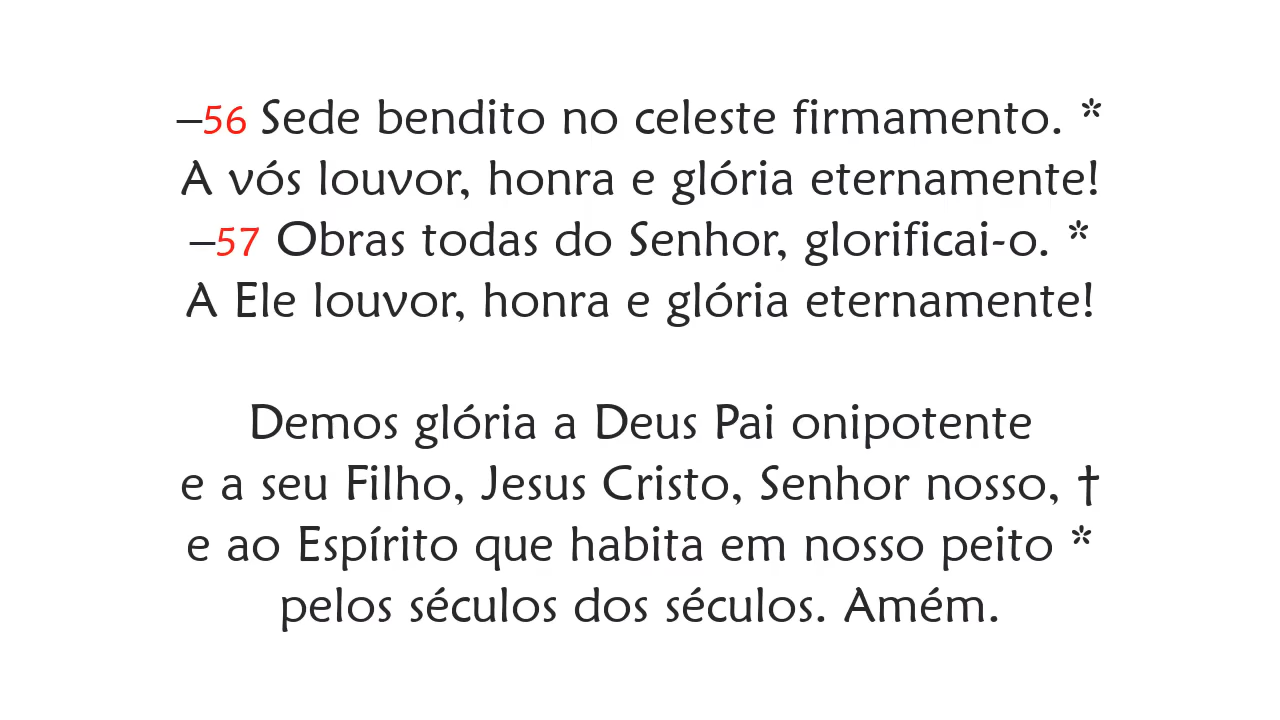 –56 Sede bendito no celeste firmamento. *
A vós louvor, honra e glória eternamente!
–57 Obras todas do Senhor, glorificai-o. *
A Ele louvor, honra e glória eternamente!
Demos glória a Deus Pai onipotente
e a seu Filho, Jesus Cristo, Senhor nosso, †
e ao Espírito que habita em nosso peito *
pelos séculos dos séculos. Amém.